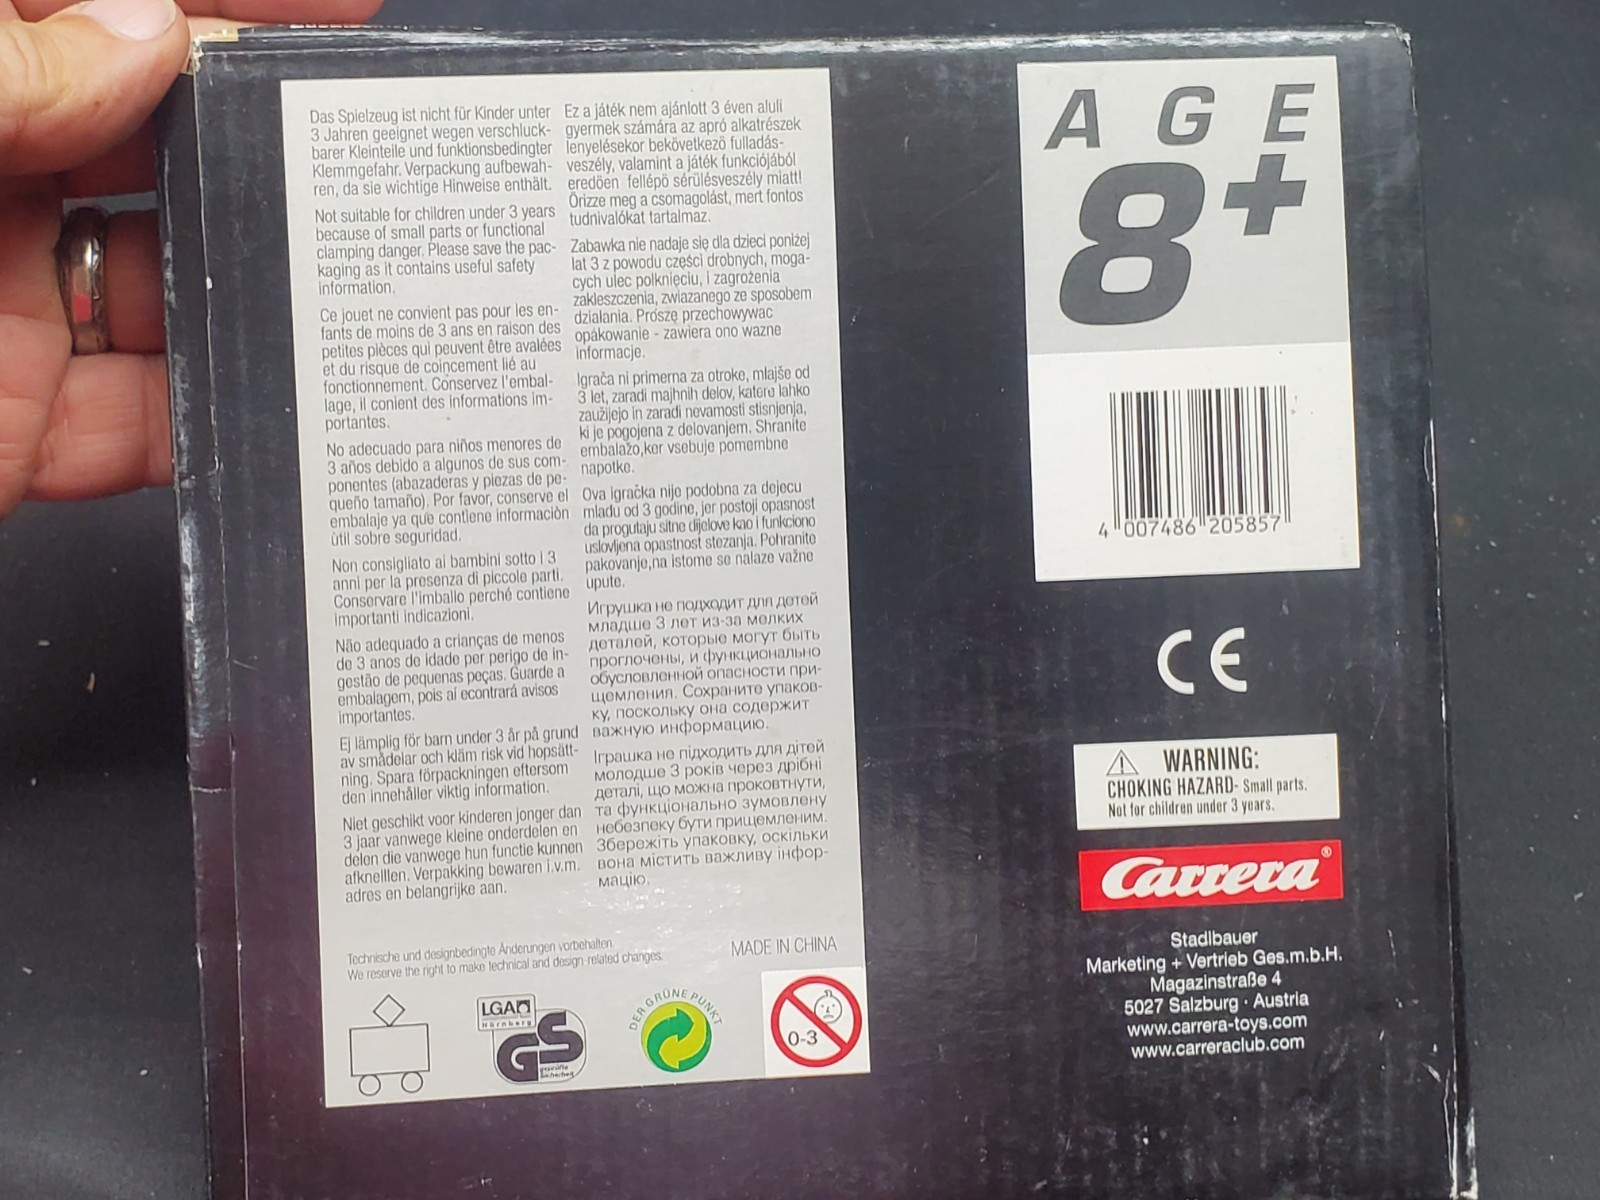 Das Spielzeug ist nicht für Kinder unter
3 Jahren geeignet wegen verschluck-
barer Kleinteile und funktionsbedingter
Klemmgefahr. Verpackung aufbewah-
ren, da sie wichtige Hinweise enthält.
Not suitable for children under 3 years
because of small parts or functional
clamping danger. Please save the pac-
kaging as it contains useful safety
information.
Ce jouet ne convient pas pour les en-
fants de moins de 3 ans en raison des
petites pièces qui peuvent être avalées
et du risque de coincement lié au
fonctionnement. Conservez l'embal-
lage, il conient des informations im-
portantes.
No adecuado para niños menores de
3 años debido a algunos de sus com-
ponentes (abazaderas y piezas de pe-
queño tamaño). Por favor, conserve el
embalaje ya que contiene informaciòn
ùtil sobre seguridad.
Non consigliato ai bambini sotto i 3
anni per la presenza di piccole parti.
Conservare l'imballo perché contiene
importanti indicazioni.
Não adequado a crianças de menos
de 3 anos de idade per perigo de in-
gestão de pequenas peças. Guarde a
embalagem, pois aí econtrará avisos
importantes.
Ej lämplig för barn under 3 år på grund
av smådelar och kläm risk vid hopsätt-
ning. Spara förpackningen eftersom
den innehåller viktig information.
Niet geschikt voor kinderen jonger dan
3 jaar vanwege kleine onderdelen en
delen die vanwege hun functie kunnen
afknelllen. Verpakking bewaren i.v.m.
adres en belangrijke aan.
Ez a játék nem ajánlott 3 éven aluli
gyermek számára az apró alkatrészek
lenyelésekor bekövetkezö fulladás-
veszély, valamint a játék funkciójából
eredöen fellépö sérülésveszély miatt!
Örizze meg a csomagolást, mert fontos
tudnivalókat tartalmaz.
Zabawka nie nadaje się dla dzieci poniżej
lat 3 z powodu części drobnych, moga-
cych ulec polknięciu, i zagrożenia
zakleszczenia, zwiazanego ze sposobem
dzialania. Proszę przechowywac
opakowanie - zawiera ono wazne
informacje.
Igrača ni primerna za otroke, mlajše od
3 let, zaradi majhnih delov, katere lahko
zaužijejo in zaradi nevarnosti stisnjenja,
ki je pogojena z delovanjem. Shranite
embalažo,ker vsebuje pomembne
napotke.
Ova igračka nije podobna za dejecu
mladu od 3 godine, jer postoji opasnost
da progutaju sitne dijelove kao i funkciono
uslovljena opastnost stezanja. Pohranite
pakovanje,na istome se nalaze važne
upute.
Игрушка не подходит для детей
младше 3 лет из-за мелких
деталей, которые могут быть
проглочены, и функционально
обусловленной опасности при-
щемления. Сохраните упаков-
ку, поскольку она содержит
важную информацию.
Іграшка не підходить для дітей
молодше 3 років через дрібні
деталі, що можна проковтнути,
та функціонально зумовлену
небезпеку бути прищемленим.
Збережіть упаковку, оскільки
вона містить важливу інфор-
мацію.
Technische und designbedingte Änderungen vorbehalten.
We reserve the right to make technical and design-related changes.
MADE IN CHINA
LGA
Nürnberg
GS
geprüfte
Sicherheit
DER GRÜNE PUNKT
0-3
AGE
8+
4 007486 205857
CE
WARNING:
CHOKING HAZARD- Small parts.
Not for children under 3 years.
Carrera®
Stadlbauer
Marketing + Vertrieb Ges.m.b.H.
Magazinstraße 4
5027 Salzburg · Austria
www.carrera-toys.com
www.carreraclub.com